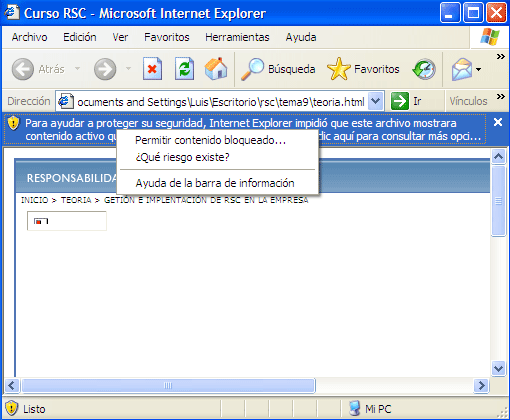 Curso RSC - Microsoft Internet Explorer
Archivo Edición Ver Favoritos Herramientas Ayuda
Atrás Búsqueda Favoritos
Dirección ocuments and Settings\Luis\Escritorio\rsc\tema9\teoria.html Ir Vínculos
Para ayudar a proteger su seguridad, Internet Explorer impidió que este archivo mostrara
contenido activo q clic aquí para consultar más opci...
Permitir contenido bloqueado...
¿Qué riesgo existe?
Ayuda de la barra de información
RESPONSABILIDA
INICIO > TEORIA > GETIÓN E IMPLENTACIÓN DE RSC EN LA EMPRESA
Listo Mi PC